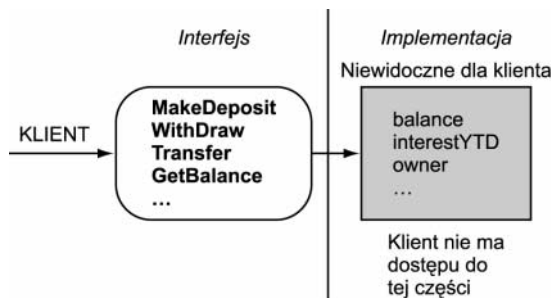 Interfejs
KLIENT
MakeDeposit
WithDraw
Transfer
GetBalance
...
Implementacja
Niewidoczne dla klienta
balance
interestYTD
owner
...
Klient nie ma
dostępu do
tej części